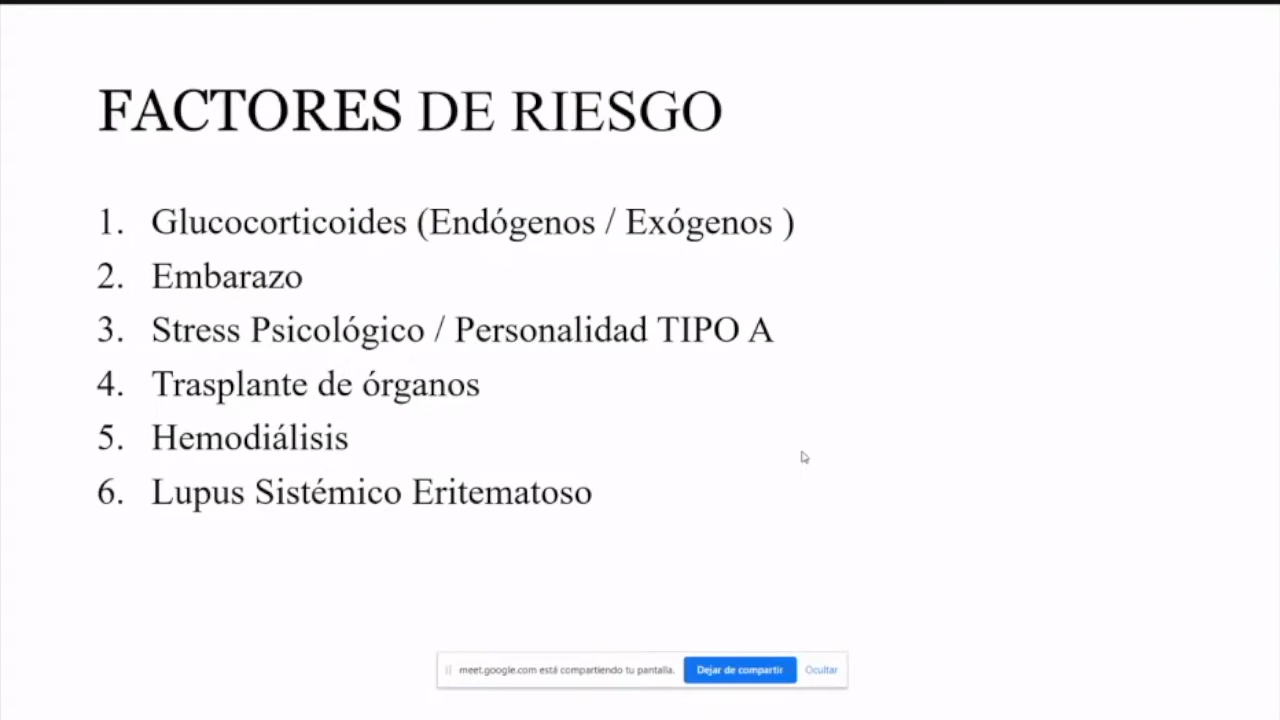 FACTORES DE RIESGO
1. Glucocorticoides (Endógenos / Exógenos )
2. Embarazo
3. Stress Psicológico / Personalidad TIPO A
4. Trasplante de órganos
5. Hemodiálisis
6. Lupus Sistémico Eritematoso
meet.google.com está compartiendo tu pantalla. Dejar de compartir Ocultar